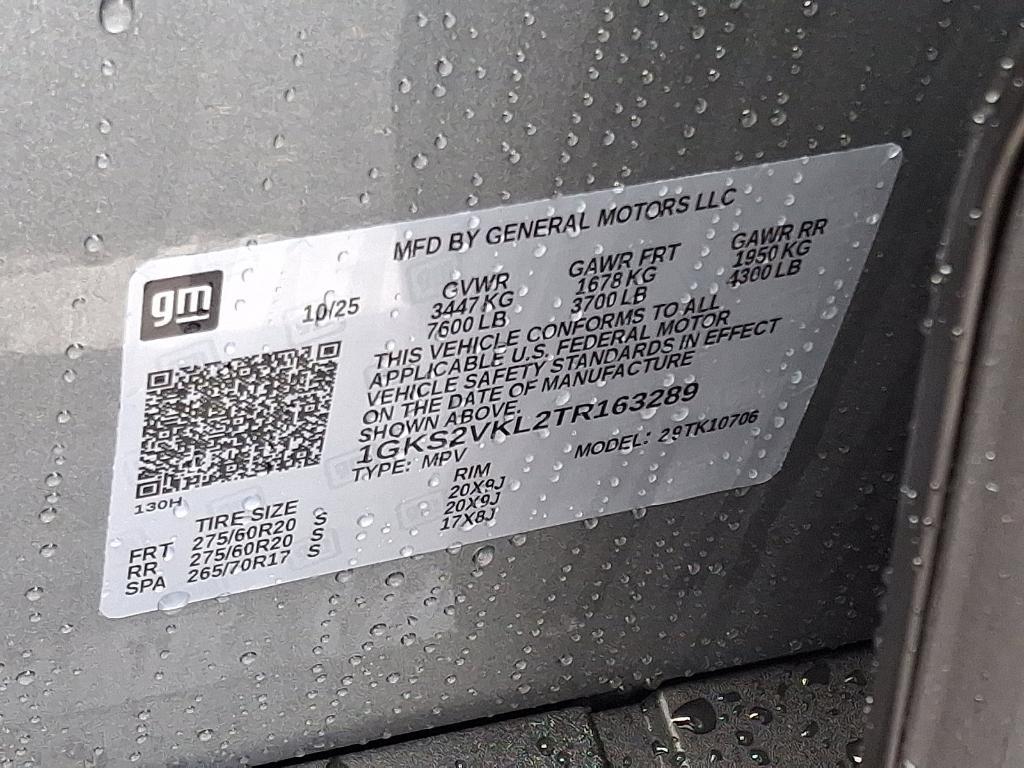 MFD BY GENERAL MOTORS LLC
gm
10/25
GVWR GAWR FRT GAWR RR
3447 KG 1678 KG 1950 KG
7600 LB 3700 LB 4300 LB
THIS VEHICLE CONFORMS TO ALL
APPLICABLE U.S. FEDERAL MOTOR
VEHICLE SAFETY STANDARDS IN EFFECT
ON THE DATE OF MANUFACTURE
SHOWN ABOVE.
1GKS2VKL2TR163289
TYPE: MPV MODEL: 29TK10706
130H
TIRE SIZE RIM
FRT 275/60R20 S 20X9J
RR 275/60R20 S 20X9J
SPA 265/70R17 S 17X8J